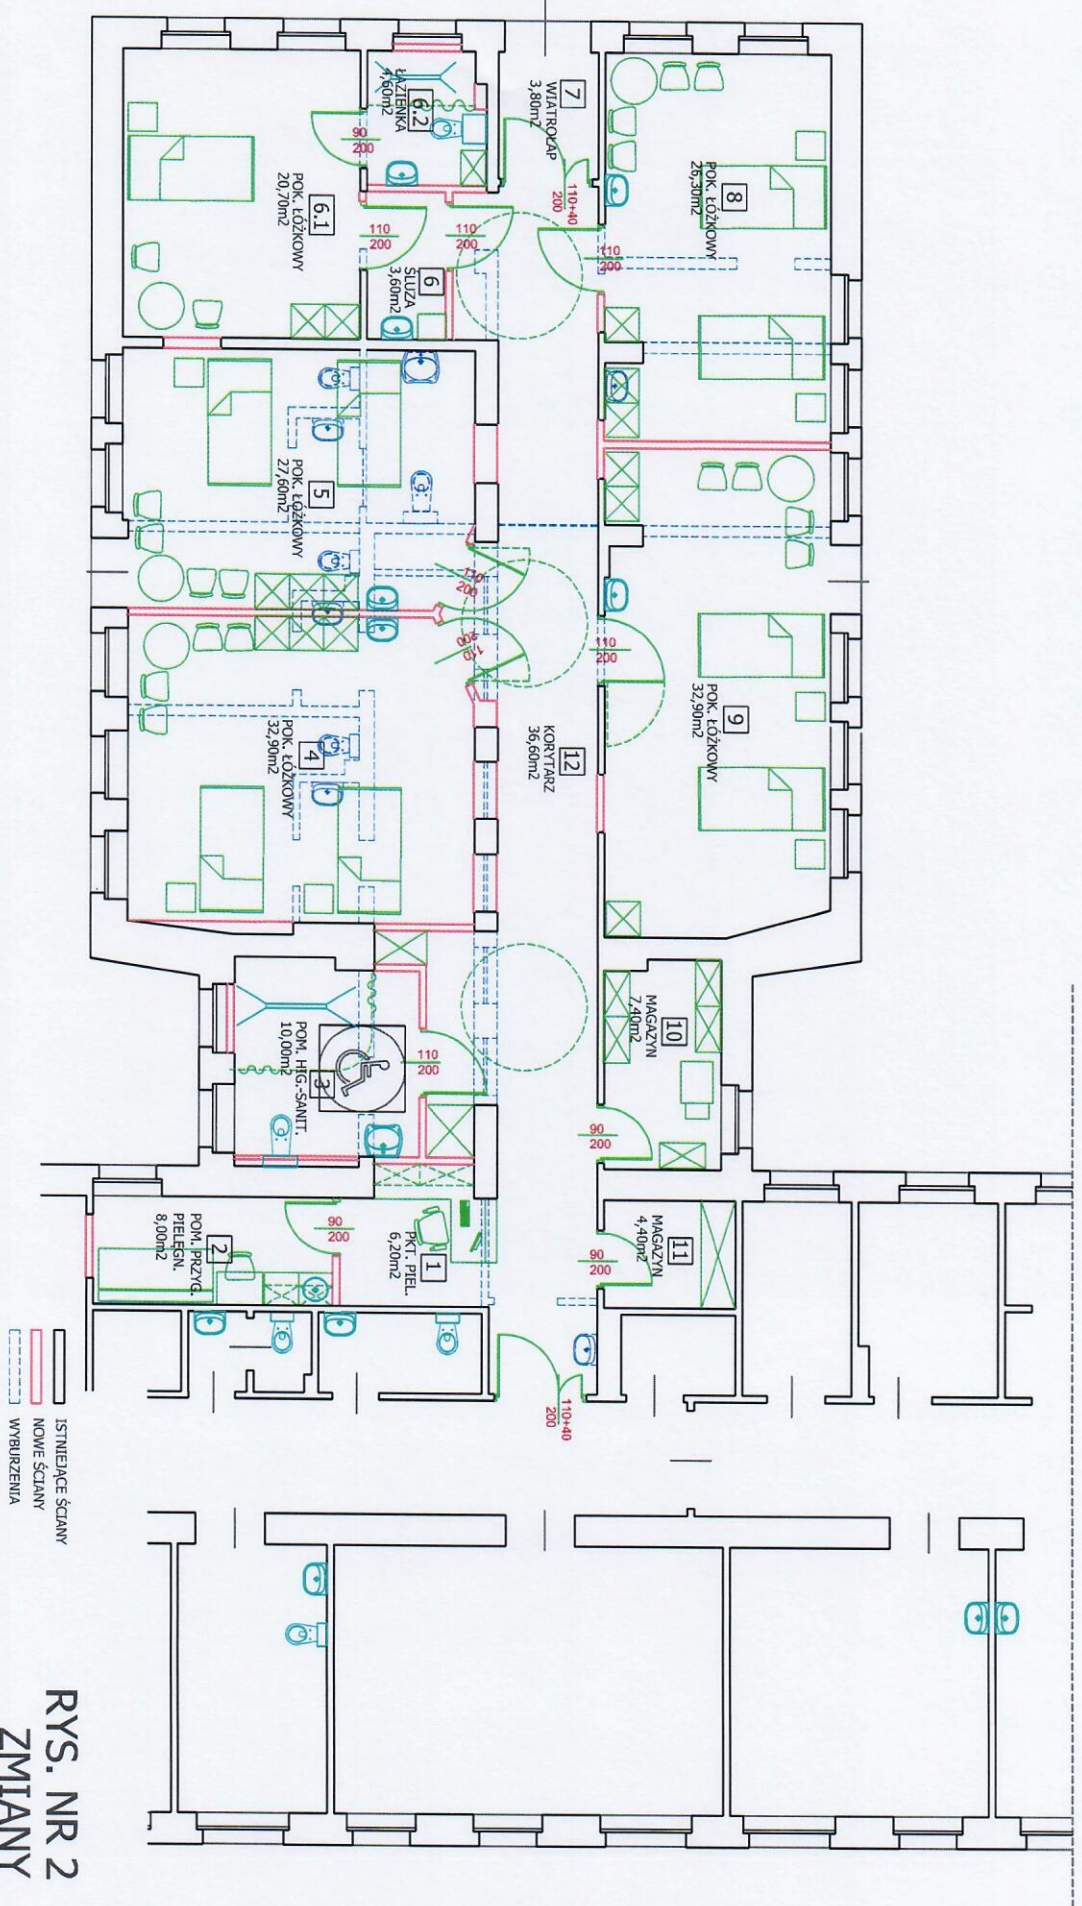 7
WIATROŁAP
3,80m2
6.2
ŁAZIENKA
4,60m2
90
200
110+40
200
8
POK. ŁÓŻKOWY
26,30m2
6.1
POK. ŁÓŻKOWY
20,70m2
110
200
110
200
110
200
6
ŚLUZA
3,60m2
5
POK. ŁÓŻKOWY
27,60m2
110
200
110
200
110
200
9
POK. ŁÓŻKOWY
32,90m2
4
POK. ŁÓŻKOWY
32,90m2
12
KORYTARZ
36,60m2
10
MAGAZYN
7,40m2
3
POM. HIG.-SANIT.
10,00m2
110
200
90
200
11
MAGAZYN
4,40m2
90
200
2
POM. PRZYG.
PIELĘGN.
8,00m2
90
200
1
PKT. PIEL.
6,20m2
110+40
200
ISTNIEJĄCE ŚCIANY
NOWE ŚCIANY
WYBURZENIA
RYS. NR 2
ZMIANY